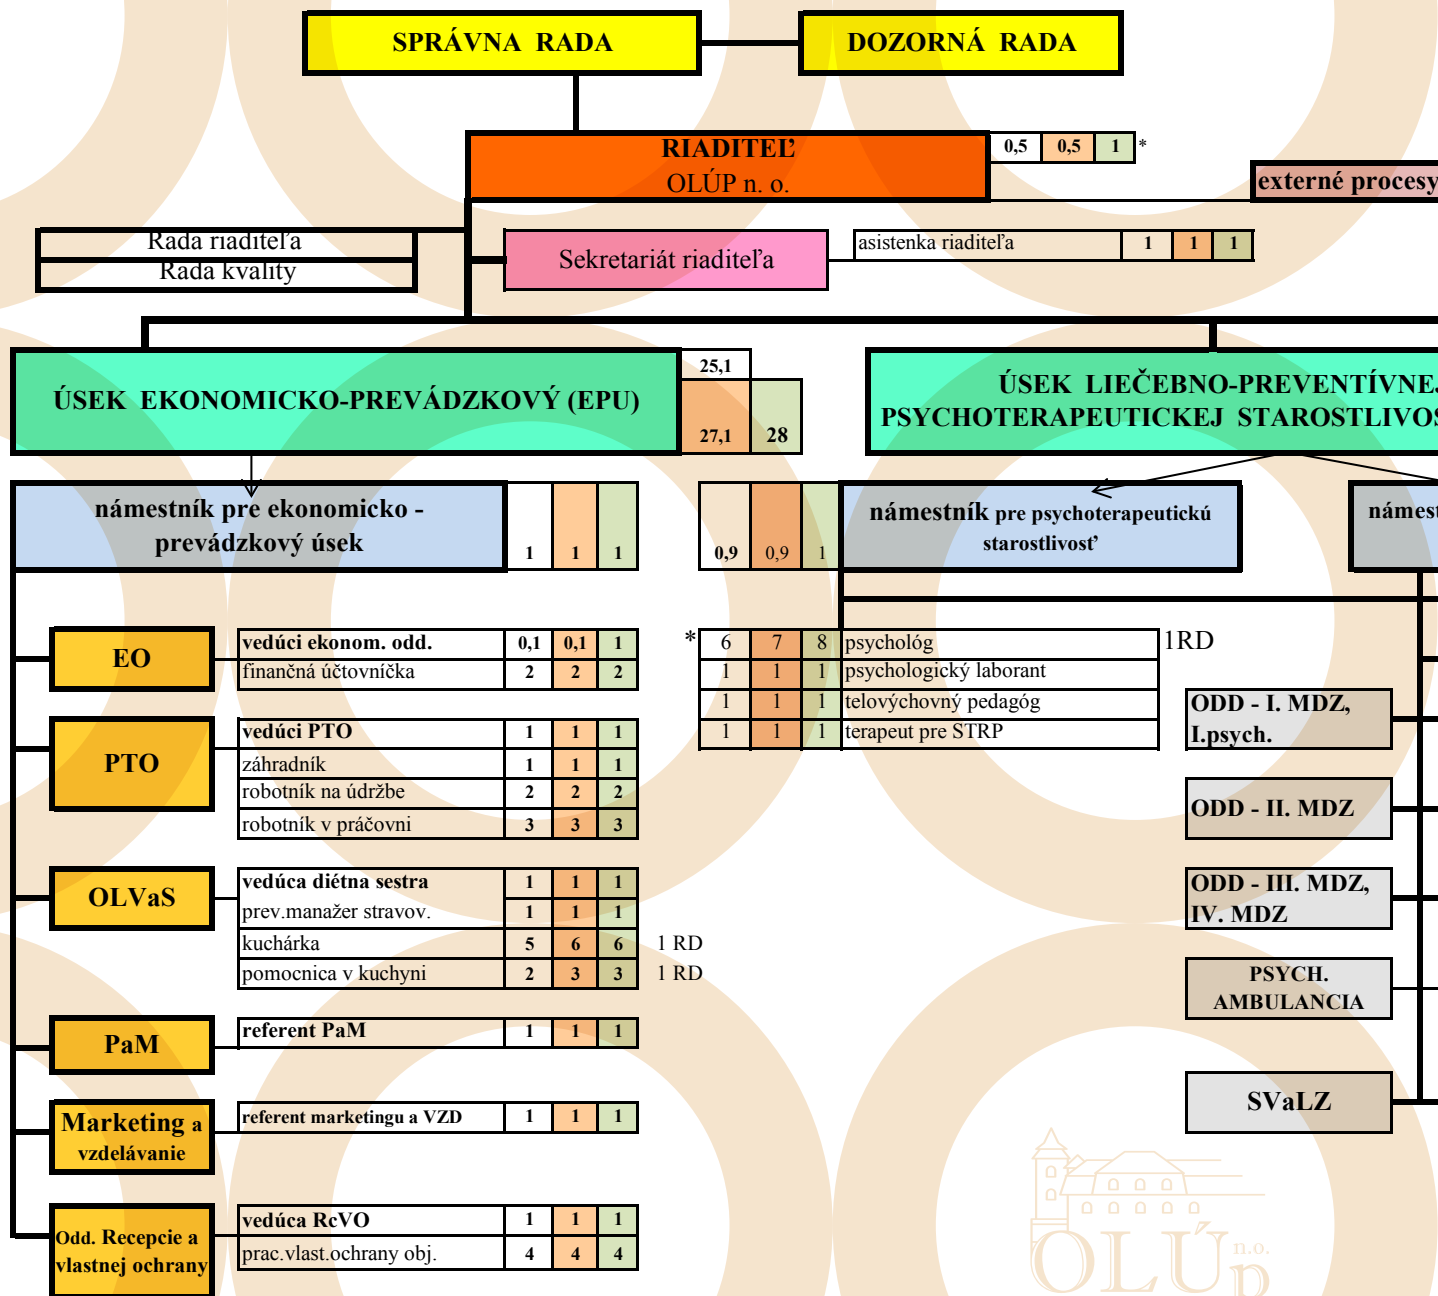 SPRÁVNA RADA
DOZORNÁ RADA
RIADITEĽ 0,5 0,5 1 *
OLÚP n. o.
externé procesy
Rada riaditeľa
Rada kvality
Sekretariát riaditeľa
asistenka riaditeľa 1 1 1
ÚSEK EKONOMICKO-PREVÁDZKOVÝ (EPU)
25,1
27,1 28
ÚSEK LIEČEBNO-PREVENTÍVNEJ
PSYCHOTERAPEUTICKEJ STAROSTLIVOS
námestník pre ekonomicko -
prevádzkový úsek 1 1 1
0,9 0,9 1
námestník pre psychoterapeutickú
starostlivosť
námest
EO
vedúci ekonom. odd. 0,1 0,1 1
finančná účtovníčka 2 2 2
* 6 7 8 psychológ 1RD
1 1 1 psychologický laborant
1 1 1 telovýchovný pedagóg
1 1 1 terapeut pre STRP
PTO
vedúci PTO 1 1 1
záhradník 1 1 1
robotník na údržbe 2 2 2
robotník v práčovni 3 3 3
ODD - I. MDZ,
I.psych.
ODD - II. MDZ
OLVaS
vedúca diétna sestra 1 1 1
prev.manažer stravov. 1 1 1
kuchárka 5 6 6 1 RD
pomocnica v kuchyni 2 3 3 1 RD
ODD - III. MDZ,
IV. MDZ
PSYCH.
AMBULANCIA
PaM
referent PaM 1 1 1
Marketing a
vzdelávanie
referent marketingu a VZD 1 1 1
SVaLZ
Odd. Recepcie a
vlastnej ochrany
vedúca RcVO 1 1 1
prac.vlast.ochrany obj. 4 4 4
OLÚp n.o.